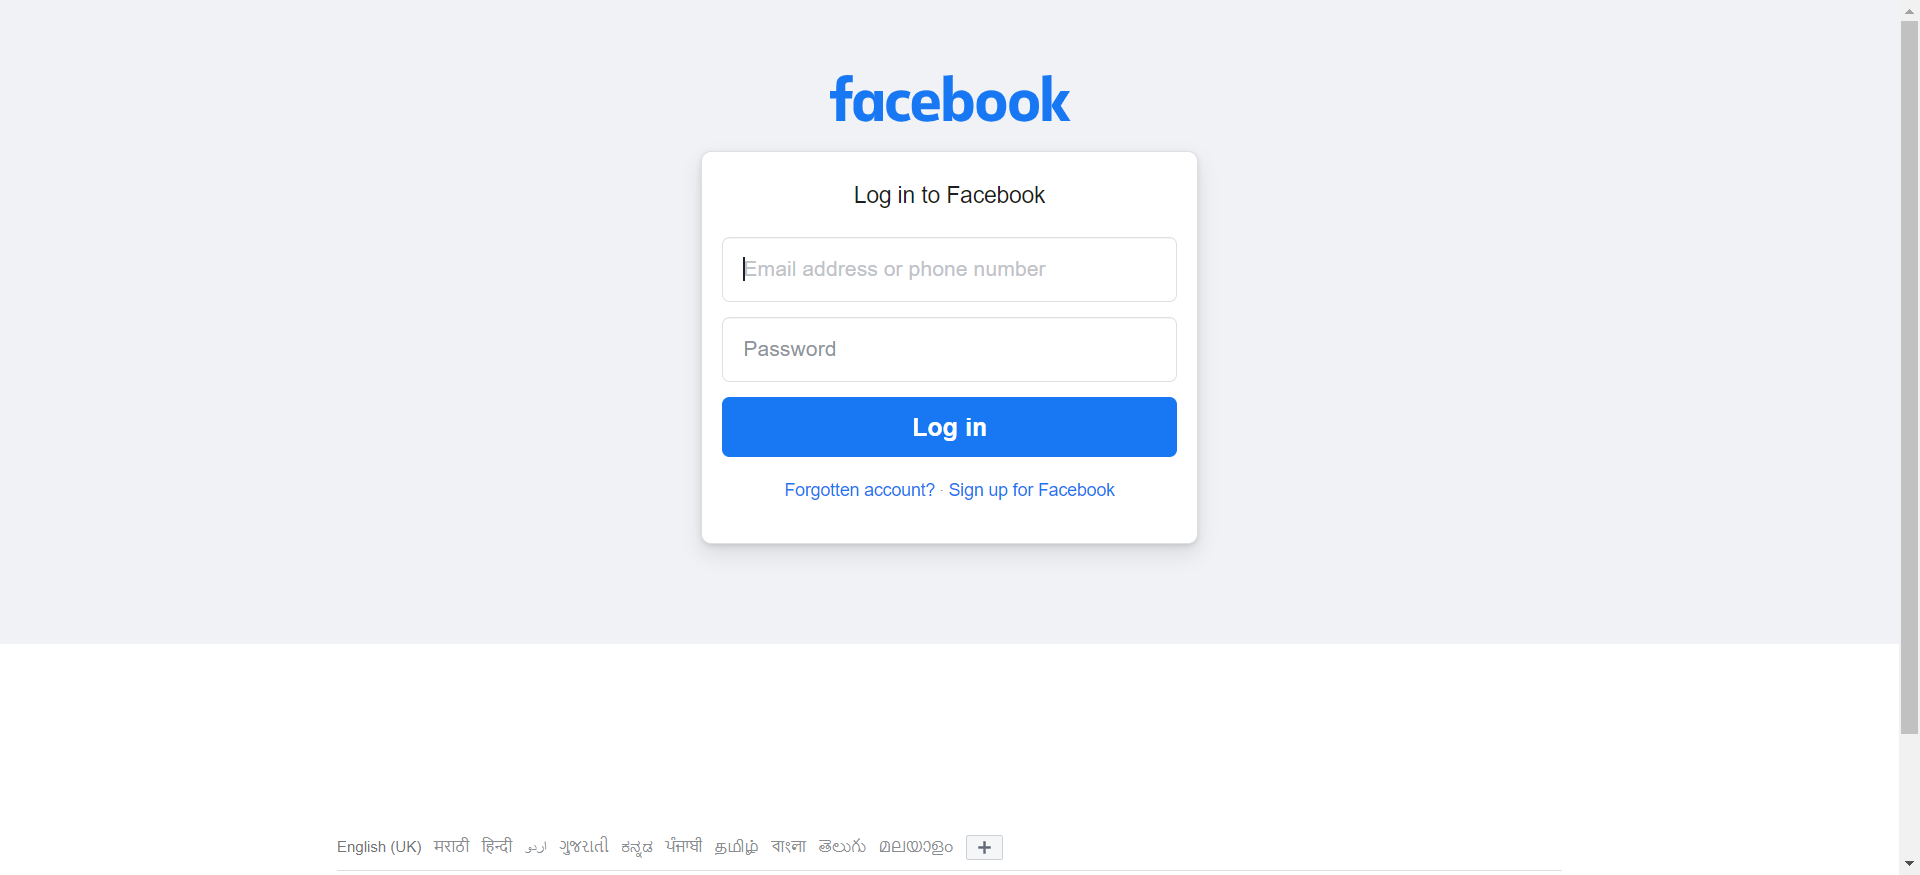 facebook
Log in to Facebook
Email address or phone number
Password
Log in
Forgotten account? · Sign up for Facebook
English (UK) मराठी हिन्दी اردو ગુજરાતી ಕನ್ನಡ ਪੰਜਾਬੀ தமிழ் বাংলা తెలుగు മലയാളം +